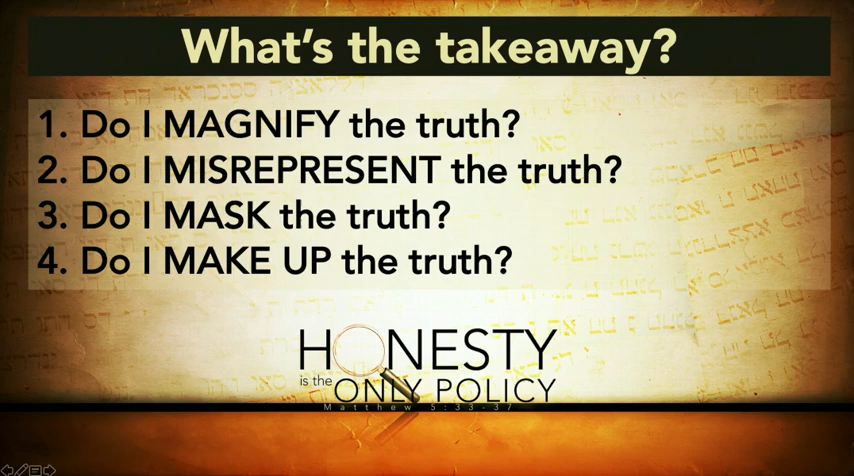 What's the takeaway?
1. Do I MAGNIFY the truth?
2. Do I MISREPRESENT the truth?
3. Do I MASK the truth?
4. Do I MAKE UP the truth?
HONESTY
is the ONLY POLICY
Matthew 5:33-37